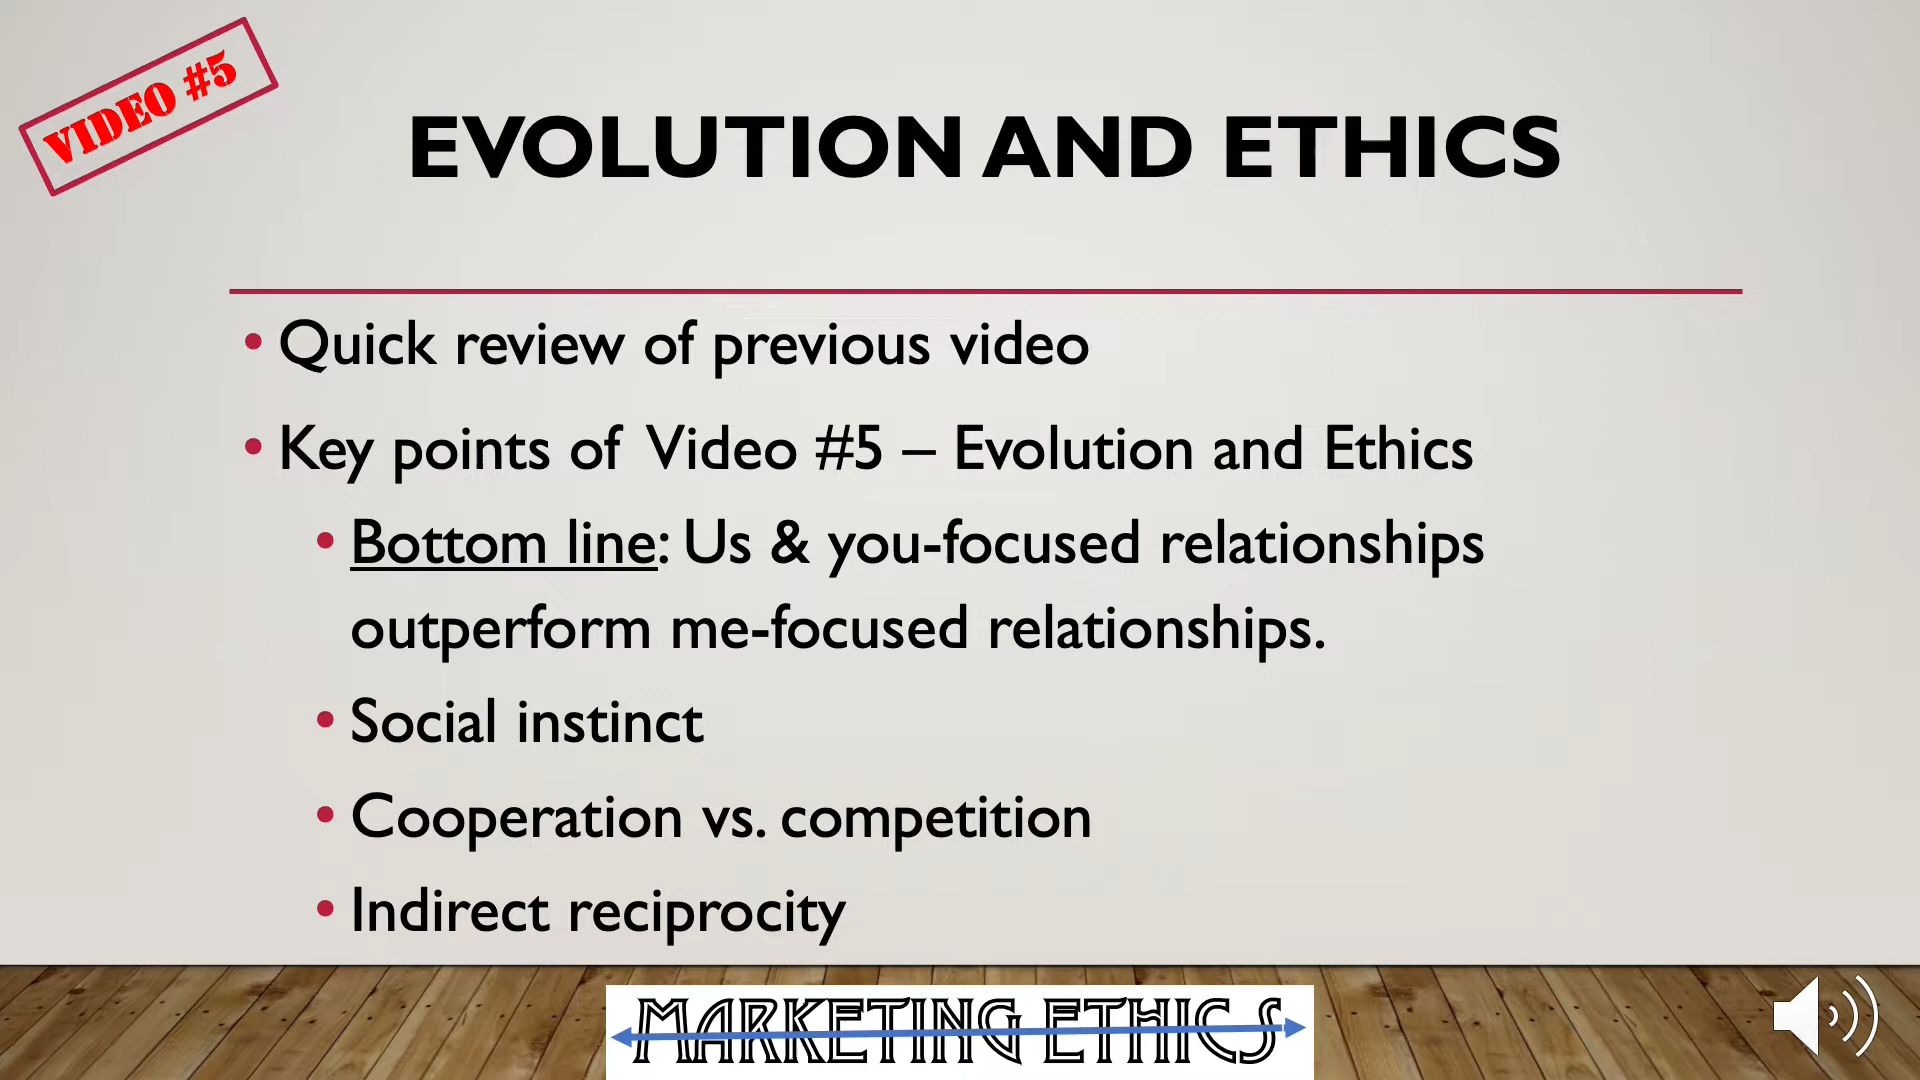 VIDEO #5
EVOLUTION AND ETHICS
• Quick review of previous video
• Key points of Video #5 – Evolution and Ethics
• Bottom line: Us & you-focused relationships
outperform me-focused relationships.
• Social instinct
• Cooperation vs. competition
• Indirect reciprocity
MARKETING ETHICS